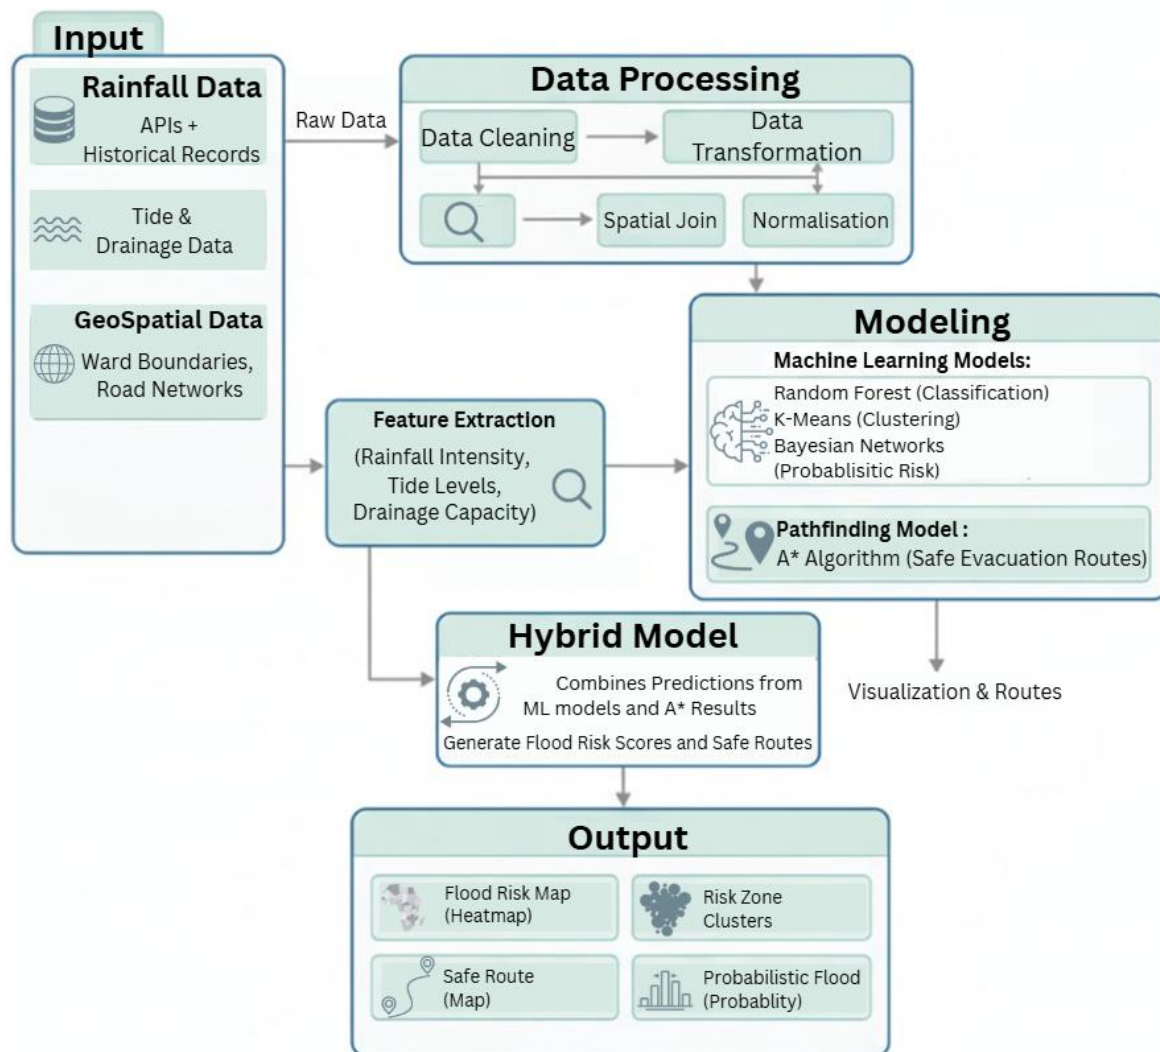 Input
Rainfall Data
APIs +
Historical Records
Tide &
Drainage Data
GeoSpatial Data
Ward Boundaries,
Road Networks
Raw Data
Data Processing
Data Cleaning
Data
Transformation
Spatial Join
Normalisation
Feature Extraction
(Rainfall Intensity,
Tide Levels,
Drainage Capacity)
Modeling
Machine Learning Models:
Random Forest (Classification)
K-Means (Clustering)
Bayesian Networks
(Probablisitic Risk)
Pathfinding Model :
A* Algorithm (Safe Evacuation Routes)
Visualization & Routes
Hybrid Model
Combines Predictions from
ML models and A* Results
Generate Flood Risk Scores and Safe Routes
Output
Flood Risk Map
(Heatmap)
Risk Zone
Clusters
Safe Route
(Map)
Probabilistic Flood
(Probablity)